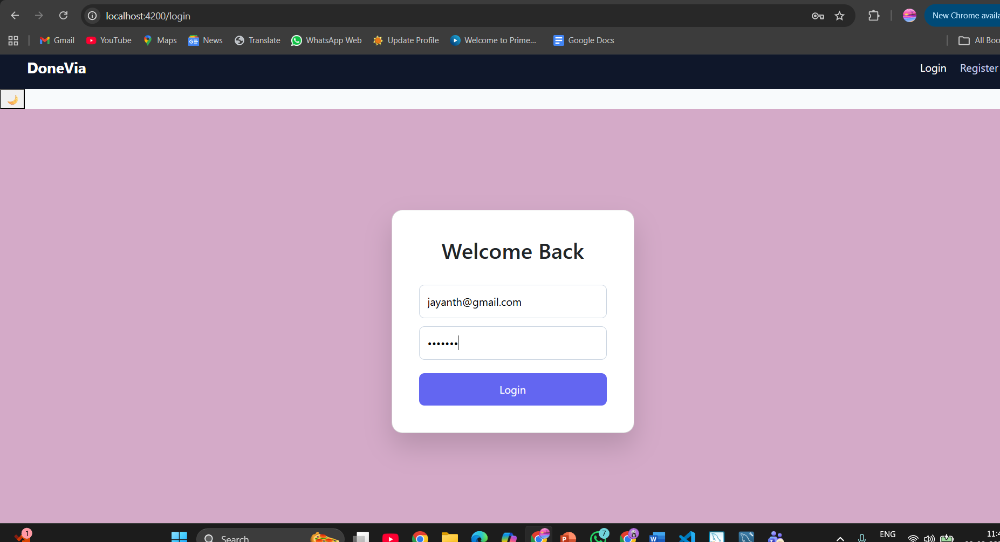 localhost:4200/login
New Chrome availa
Gmail YouTube Maps News Translate WhatsApp Web Update Profile Welcome to Prime... Google Docs All Boo
DoneVia Login Register
Welcome Back
jayanth@gmail.com
Login
1 Search 7 ENG 11:4